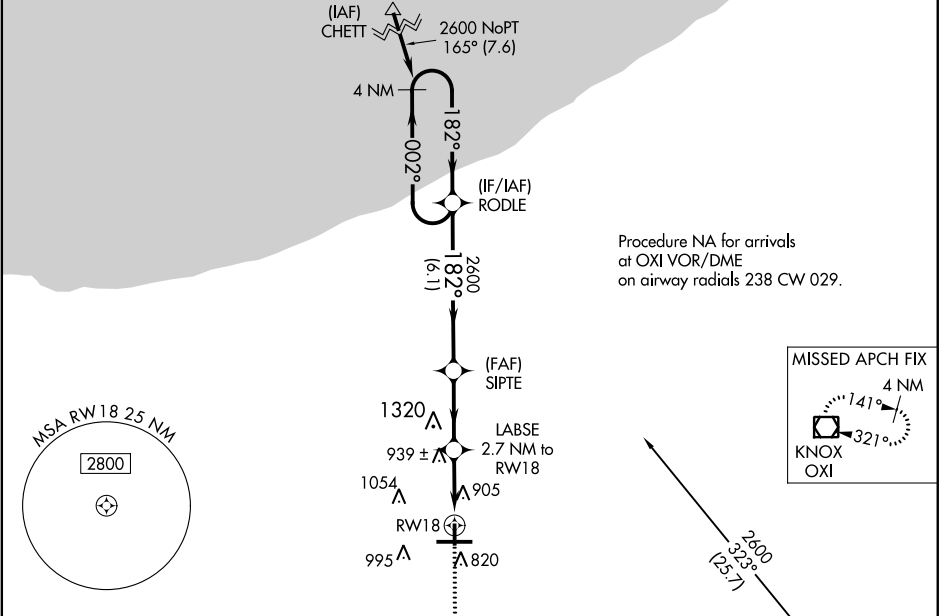 (IAF)
CHETT
2600 NoPT
165° (7.6)
4 NM
182°
002°
(IF/IAF)
RODLE
2600
182°
(6.1)
Procedure NA for arrivals
at OXI VOR/DME
on airway radials 238 CW 029.
(FAF)
SIPTE
MISSED APCH FIX
4 NM
141°
321°
KNOX
OXI
MSA RW18 25 NM
2800
1320
939 ±
LABSE
2.7 NM to
RW18
1054
905
RW18
995
820
2600
323°
(25.7)